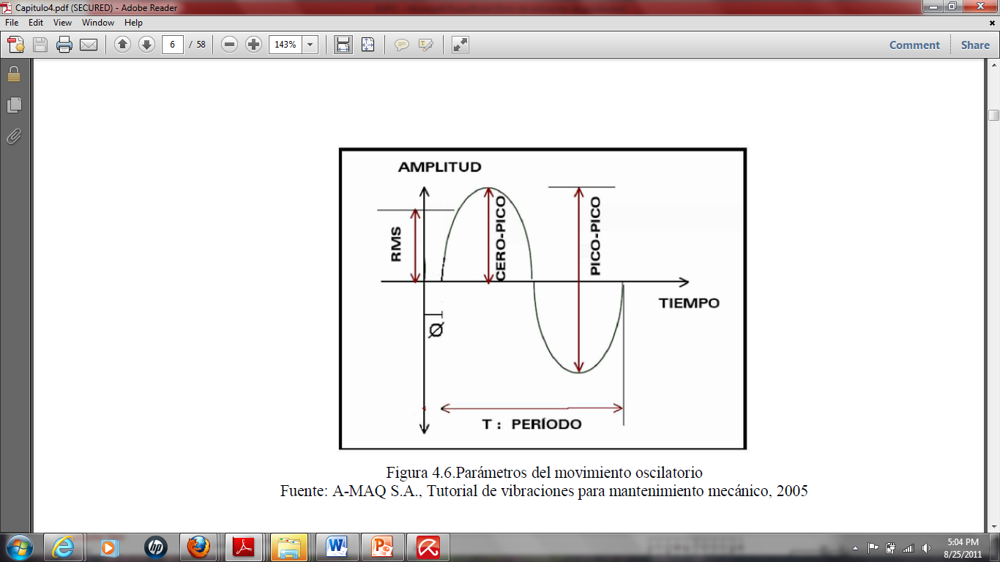 Capitulo4.pdf (SECURED) - Adobe Reader
File Edit View Window Help
6 / 58 143% Comment Share
AMPLITUD
RMS
CERO-PICO
PICO-PICO
TIEMPO
Ø
T : PERÍODO
Figura 4.6.Parámetros del movimiento oscilatorio
Fuente: A-MAQ S.A., Tutorial de vibraciones para mantenimiento mecánico, 2005
hp
5:04 PM
8/25/2011